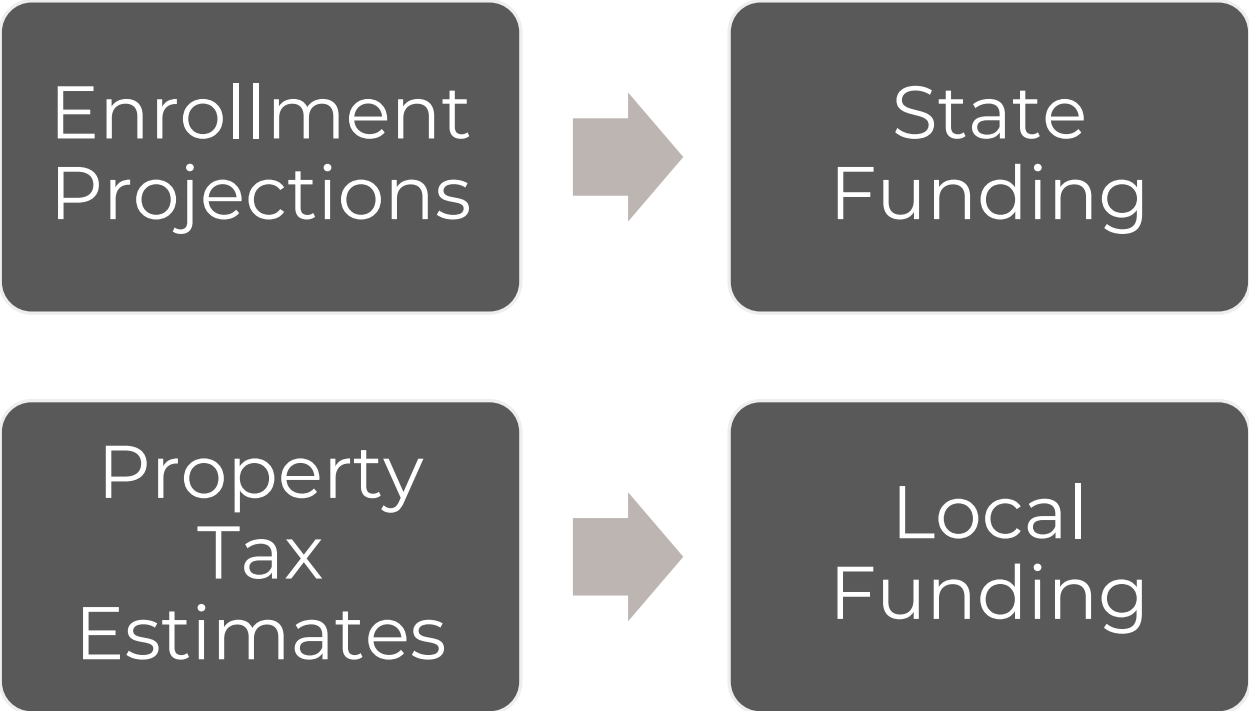 Enrollment
Projections
State
Funding
Property
Tax
Estimates
Local
Funding